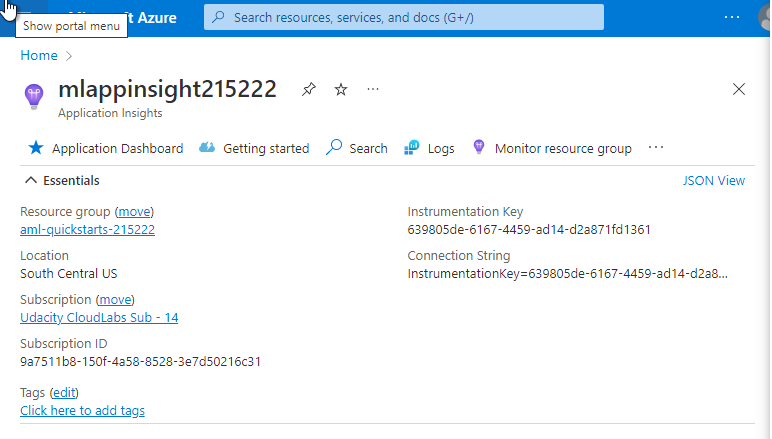 Microsoft Azure
Search resources, services, and docs (G+/)
...
Show portal menu
Home >
mlappinsight215222
...
Application Insights
Application Dashboard Getting started Search Logs Monitor resource group ...
Essentials JSON View
Resource group (move)
aml-quickstarts-215222
Location
South Central US
Subscription (move)
Udacity CloudLabs Sub - 14
Subscription ID
9a7511b8-150f-4a58-8528-3e7d50216c31
Tags (edit)
Click here to add tags
Instrumentation Key
639805de-6167-4459-ad14-d2a871fd1361
Connection String
InstrumentationKey=639805de-6167-4459-ad14-d2a8...